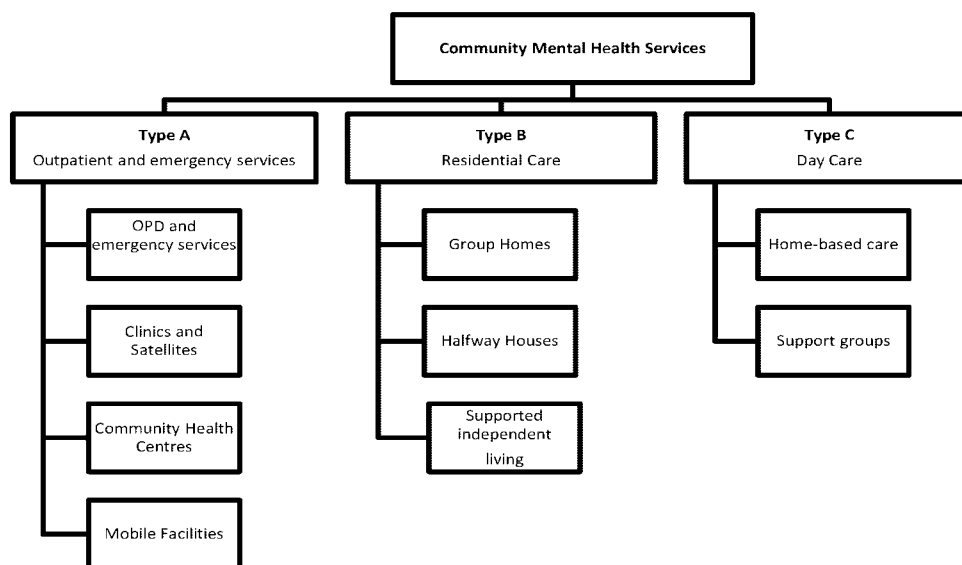 Community Mental Health Services
Type A
Outpatient and emergency services
OPD and
emergency services
Clinics and
Satellites
Community Health
Centres
Mobile Facilities
Type B
Residential Care
Group Homes
Halfway Houses
Supported
independent
living
Type C
Day Care
Home-based care
Support groups